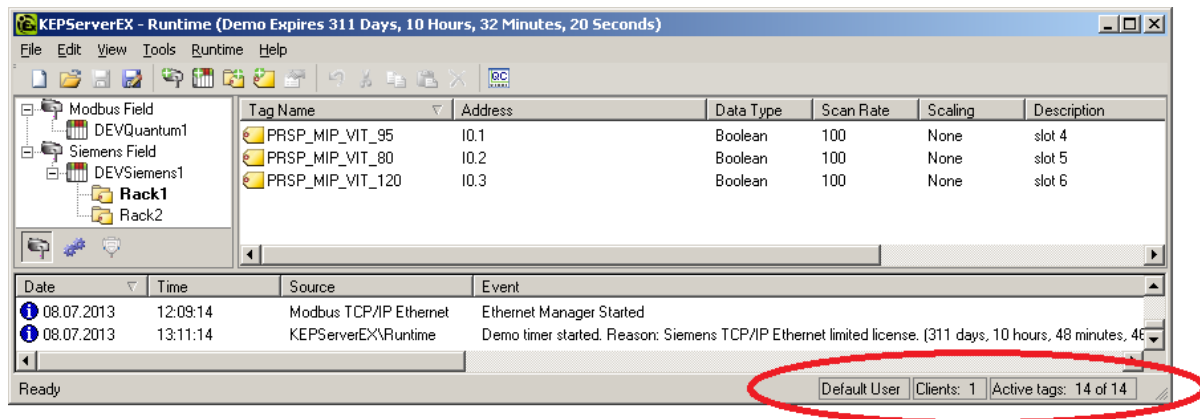 KEPServerEX - Runtime (Demo Expires 311 Days, 10 Hours, 32 Minutes, 20 Seconds)
File Edit View Tools Runtime Help
QC
Modbus Field
DEVQuantum1
Siemens Field
DEVSiemens1
Rack1
Rack2
Tag Name Address Data Type Scan Rate Scaling Description
PRSP_MIP_VIT_95 I0.1 Boolean 100 None slot 4
PRSP_MIP_VIT_80 I0.2 Boolean 100 None slot 5
PRSP_MIP_VIT_120 I0.3 Boolean 100 None slot 6
Date Time Source Event
08.07.2013 12:09:14 Modbus TCP/IP Ethernet Ethernet Manager Started
08.07.2013 13:11:14 KEPServerEX\Runtime Demo timer started. Reason: Siemens TCP/IP Ethernet limited license. (311 days, 10 hours, 48 minutes, 46
Ready Default User Clients: 1 Active tags: 14 of 14